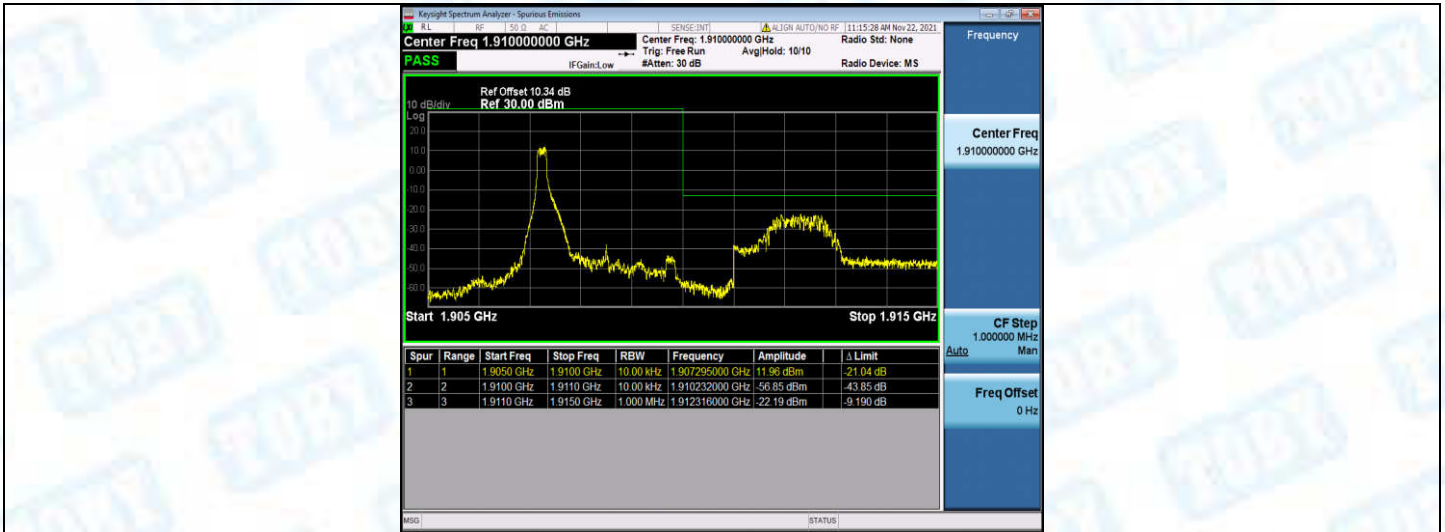 Keysight Spectrum Analyzer - Spurious Emissions
RL RF 50 Ω AC SENSE:INT ALIGN AUTO/NO RF 11:15:28 AM Nov 22, 2021
Center Freq 1.910000000 GHz
Center Freq: 1.910000000 GHz
Radio Std: None
Trig: Free Run Avg|Hold: 10/10
PASS
IFGain:Low
#Atten: 30 dB
Radio Device: MS
Frequency
Ref Offset 10.34 dB
10 dB/div Ref 30.00 dBm
Log
20.0
10.0
0.00
-10.0
-20.0
-30.0
-40.0
-50.0
-60.0
Start 1.905 GHz Stop 1.915 GHz
Center Freq
1.910000000 GHz
CF Step
1.000000 MHz
Auto Man
Freq Offset
0 Hz
Spur Range Start Freq Stop Freq RBW Frequency Amplitude Δ Limit
1 1 1.9050 GHz 1.9100 GHz 10.00 kHz 1.907295000 GHz 11.96 dBm -21.04 dB
2 2 1.9100 GHz 1.9110 GHz 10.00 kHz 1.910232000 GHz -56.85 dBm -43.85 dB
3 3 1.9110 GHz 1.9150 GHz 1.000 MHz 1.912316000 GHz -22.19 dBm -9.190 dB
MSG STATUS